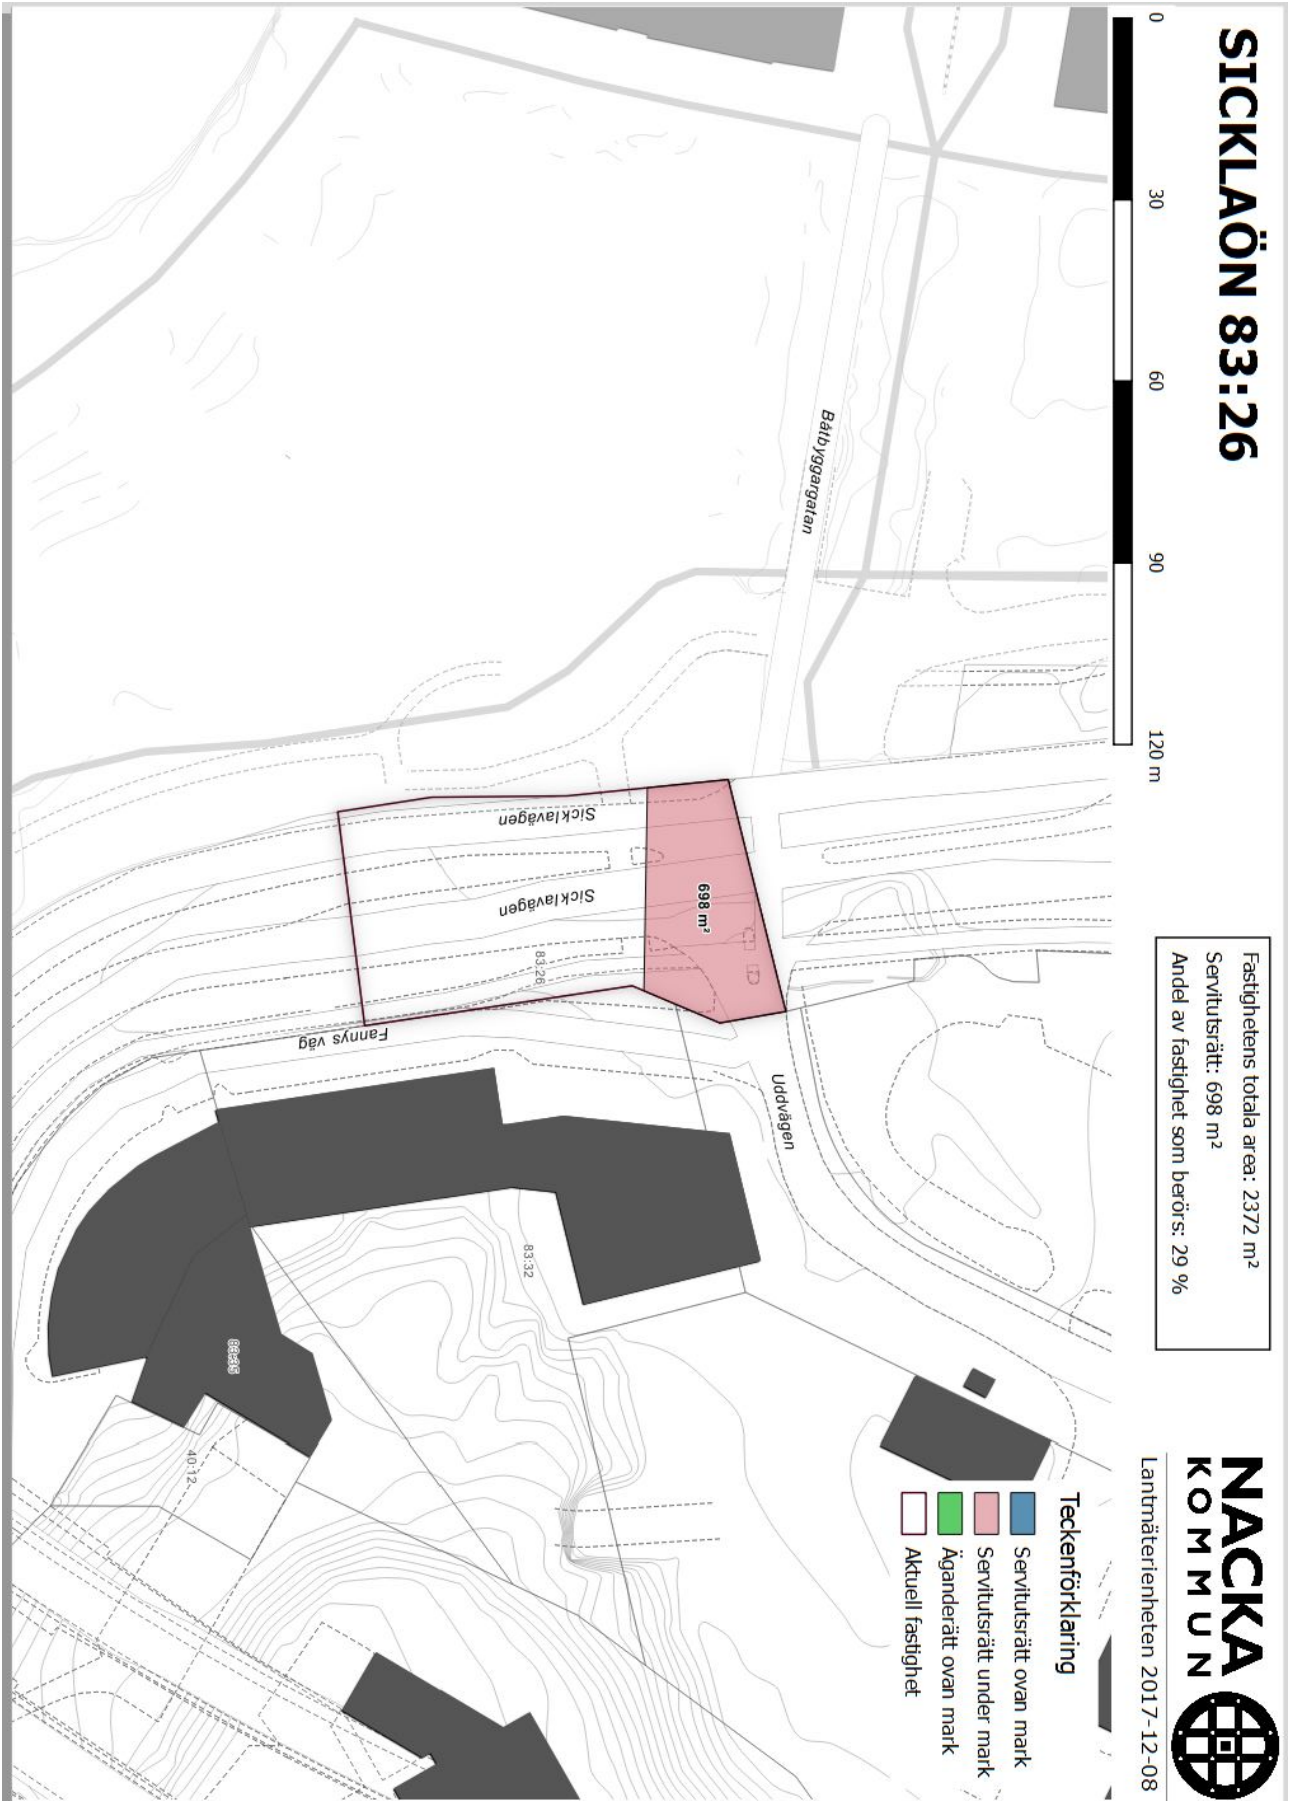 SICKLAÖN 83:26
Fastighetens totala area: 2372 m²
Servitutsrätt: 698 m²
Andel av fastighet som berörs: 29 %
NACKA
KOMMUN
Lantmäterienheten 2017-12-08
0 30 60 90 120 m
Teckenförklaring
Servitutsrätt ovan mark
Servitutsrätt under mark
Äganderätt ovan mark
Aktuell fastighet
Båtbyggargatan
698 m²
Uddvägen
Sicklavägen
Sicklavägen
83:26
83:32
Fannys väg
83:35
40:12